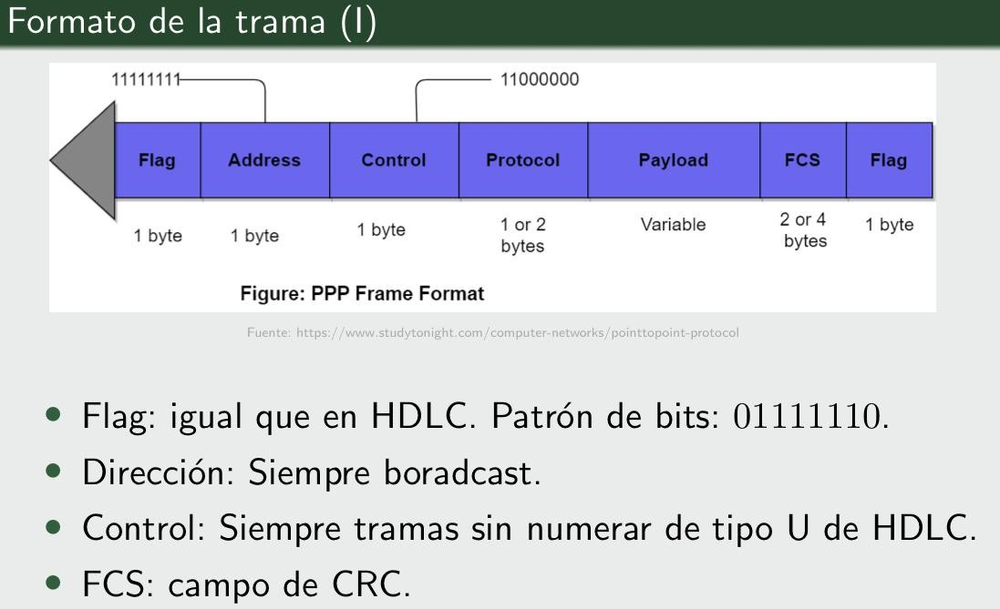 Formato de la trama (I)
11111111 11000000
Flag Address Control Protocol Payload FCS Flag
1 byte 1 byte 1 byte 1 or 2 bytes Variable 2 or 4 bytes 1 byte
Figure: PPP Frame Format
Fuente: https://www.studytonight.com/computer-networks/pointtopoint-protocol
• Flag: igual que en HDLC. Patrón de bits: 01111110.
• Dirección: Siempre boradcast.
• Control: Siempre tramas sin numerar de tipo U de HDLC.
• FCS: campo de CRC.